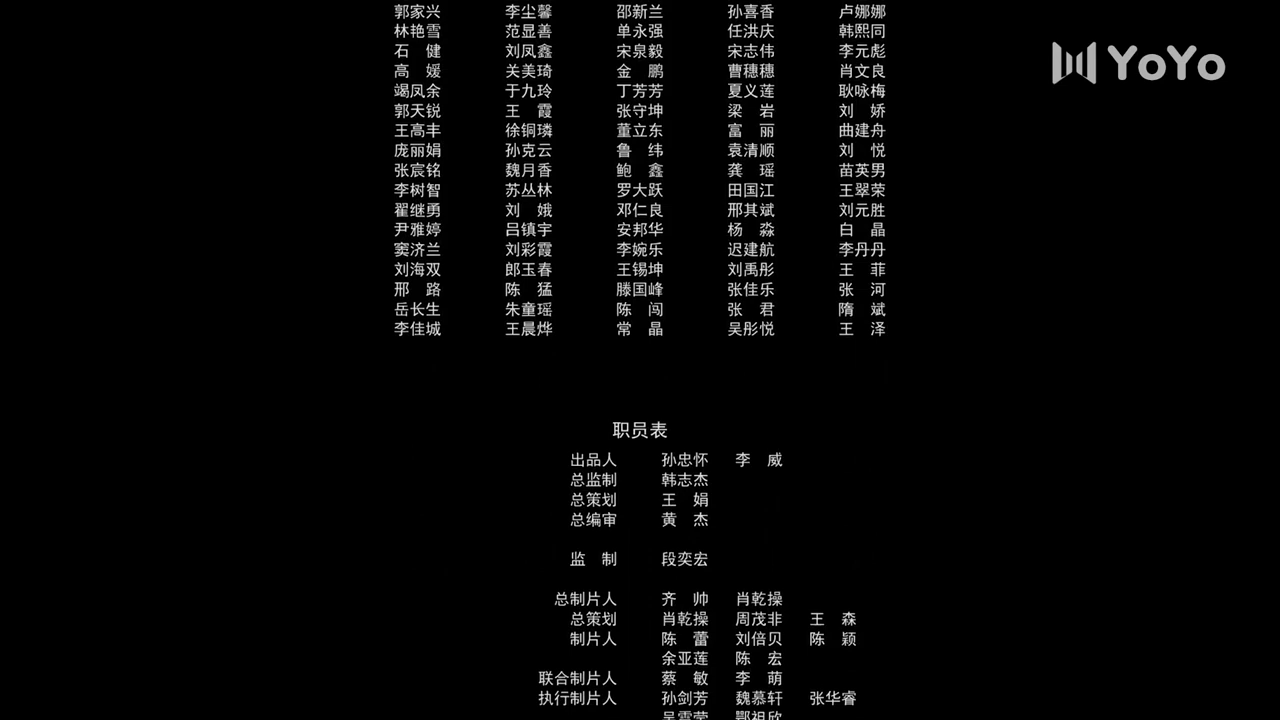 郭家兴 李尘馨 邵新兰 孙喜香 卢娜娜
林艳雪 范显善 单永强 任洪庆 韩熙同
YoYo
石 健 刘凤鑫 宋泉毅 宋志伟 李元彪
高 媛 关美琦 金 鹏 曹穗穗 肖文良
竭凤余 于九玲 丁芳芳 夏义莲 耿咏梅
郭天锐 王 霞 张守坤 梁 岩 刘 娇
王高丰 徐铜璘 董立东 富 丽 曲建舟
庞丽娟 孙克云 鲁 纬 袁清顺 刘 悦
张宸铭 魏月香 鲍 鑫 龚 瑶 苗英男
李树智 苏丛林 罗大跃 田国江 王翠荣
翟继勇 刘 娥 邓仁良 邢其斌 刘元胜
尹雅婷 吕镇宇 安邦华 杨 淼 白 晶
窦济兰 刘彩霞 李婉乐 迟建航 李丹丹
刘海双 郎玉春 王锡坤 刘禹彤 王 菲
邢 路 陈 猛 滕国峰 张佳乐 张 河
岳长生 朱童瑶 陈 闯 张 君 隋 斌
李佳城 王晨烨 常 晶 吴彤悦 王 泽
职员表
出品人 孙忠怀 李 威
总监制 韩志杰
总策划 王 娟
总编审 黄 杰
监 制 段奕宏
总制片人 齐 帅 肖乾操
总策划 肖乾操 周茂非 王 森
制片人 陈 蕾 刘倍贝 陈 颖
余亚莲 陈 宏
联合制片人 蔡 敏 李 萌
执行制片人 孙剑芳 魏慕轩 张华睿